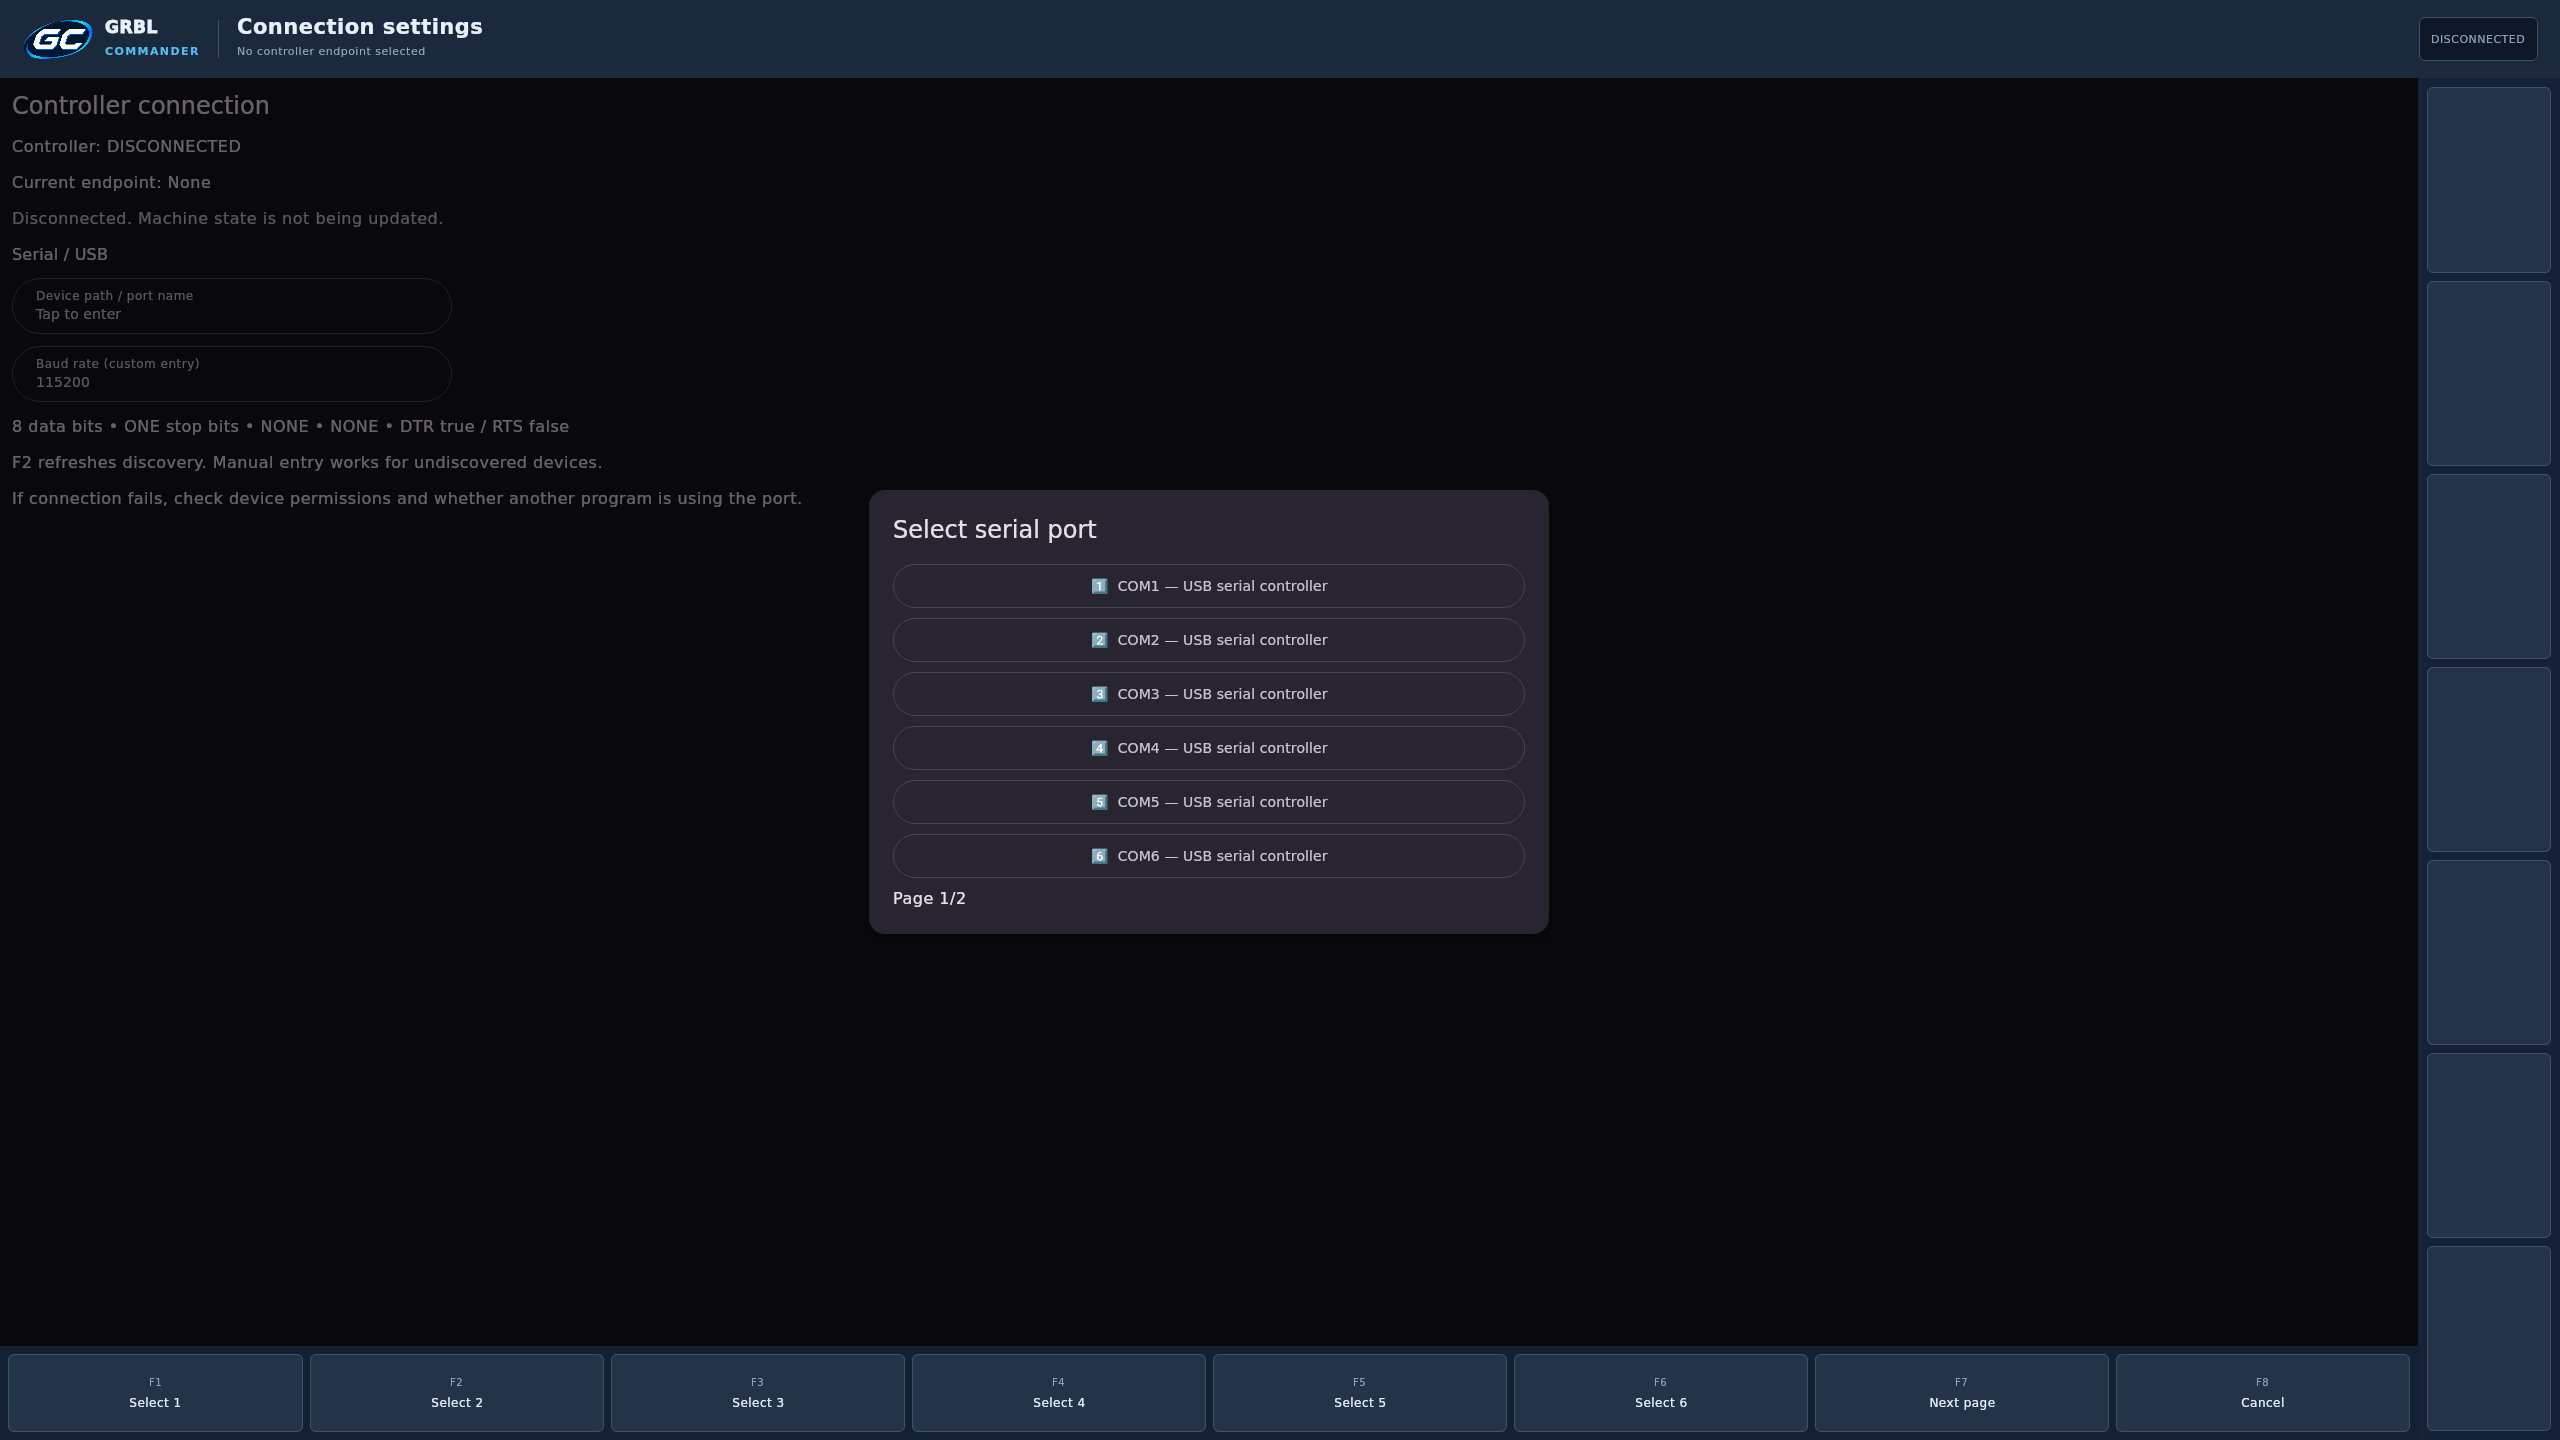 GC
GRBL
COMMANDER
Connection settings
No controller endpoint selected
DISCONNECTED
Controller connection
Controller: DISCONNECTED
Current endpoint: None
Disconnected. Machine state is not being updated.
Serial / USB
Device path / port name
Tap to enter
Baud rate (custom entry)
115200
8 data bits • ONE stop bits • NONE • NONE • DTR true / RTS false
F2 refreshes discovery. Manual entry works for undiscovered devices.
If connection fails, check device permissions and whether another program is using the port.
Select serial port
1️⃣ COM1 — USB serial controller
2️⃣ COM2 — USB serial controller
3️⃣ COM3 — USB serial controller
4️⃣ COM4 — USB serial controller
5️⃣ COM5 — USB serial controller
6️⃣ COM6 — USB serial controller
Page 1/2
F1
Select 1
F2
Select 2
F3
Select 3
F4
Select 4
F5
Select 5
F6
Select 6
F7
Next page
F8
Cancel